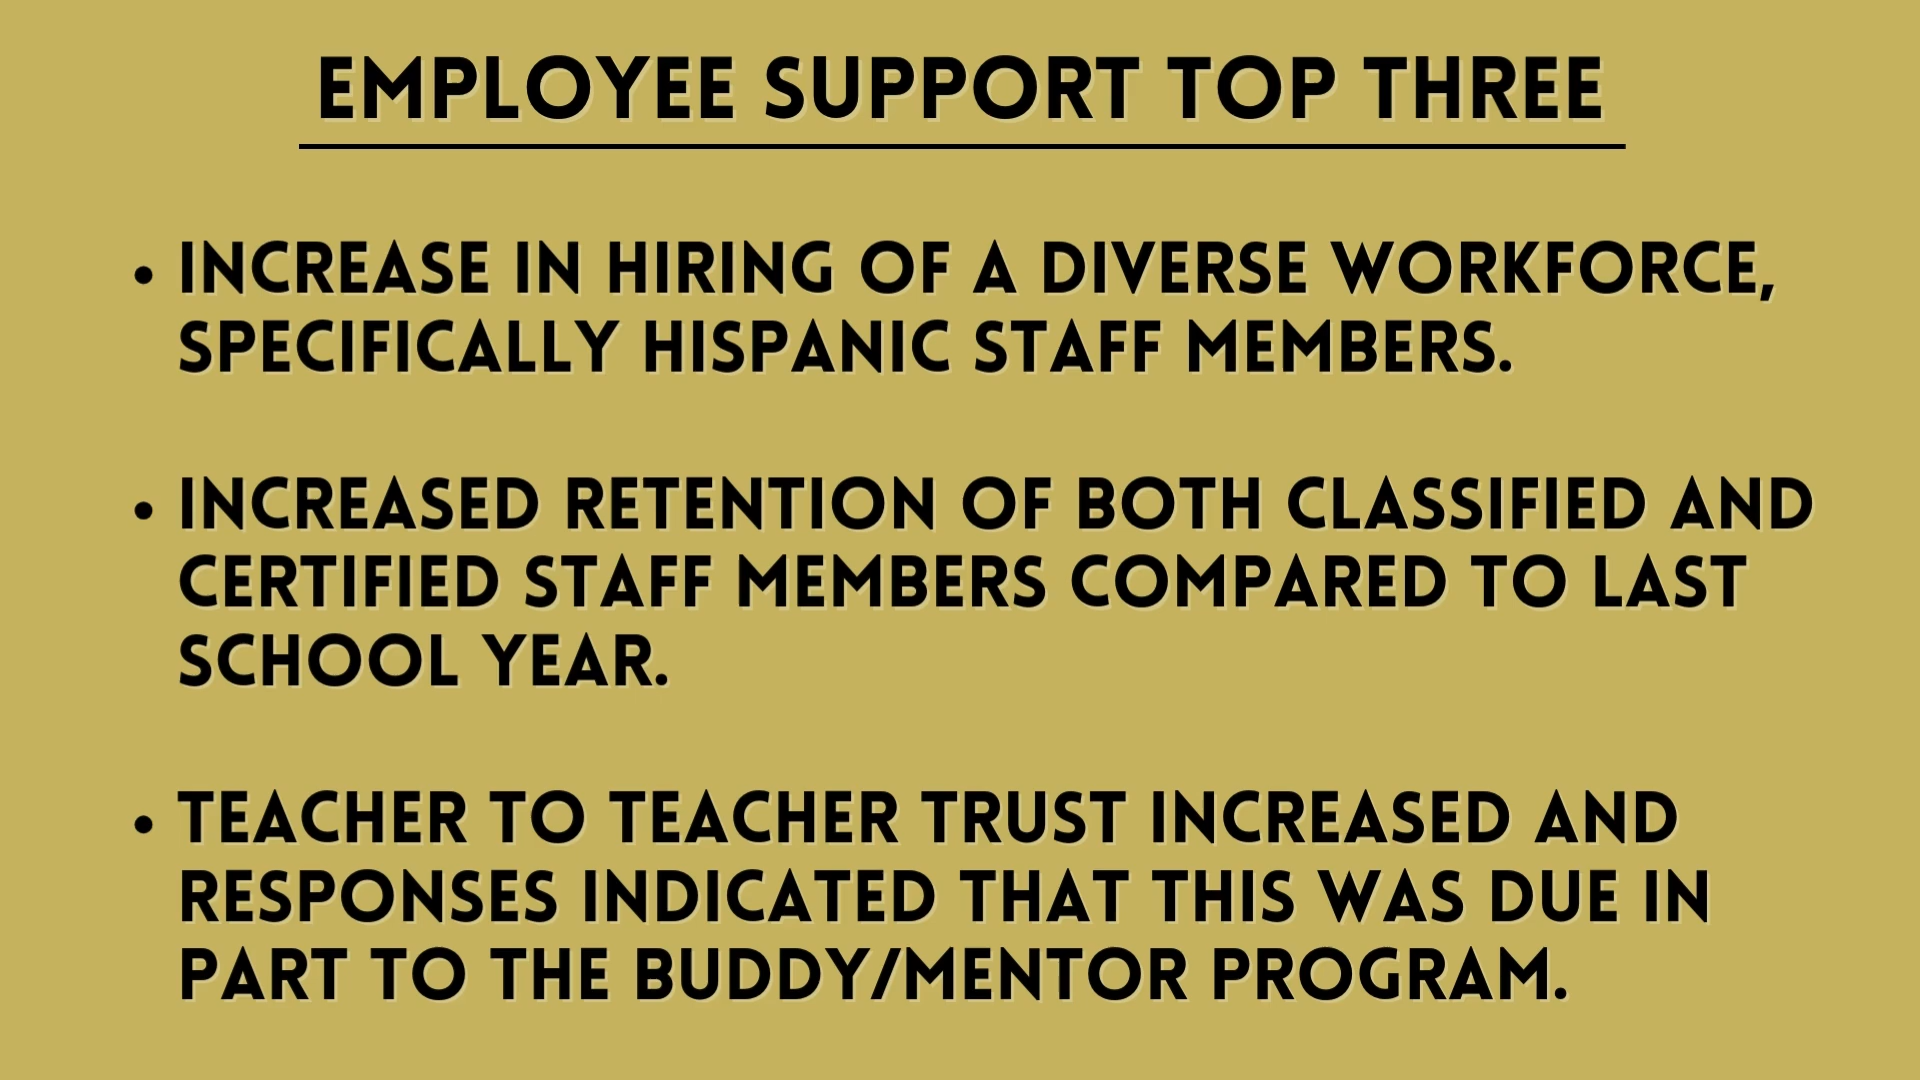 EMPLOYEE SUPPORT TOP THREE
• INCREASE IN HIRING OF A DIVERSE WORKFORCE,
SPECIFICALLY HISPANIC STAFF MEMBERS.
• INCREASED RETENTION OF BOTH CLASSIFIED AND
CERTIFIED STAFF MEMBERS COMPARED TO LAST
SCHOOL YEAR.
• TEACHER TO TEACHER TRUST INCREASED AND
RESPONSES INDICATED THAT THIS WAS DUE IN
PART TO THE BUDDY/MENTOR PROGRAM.